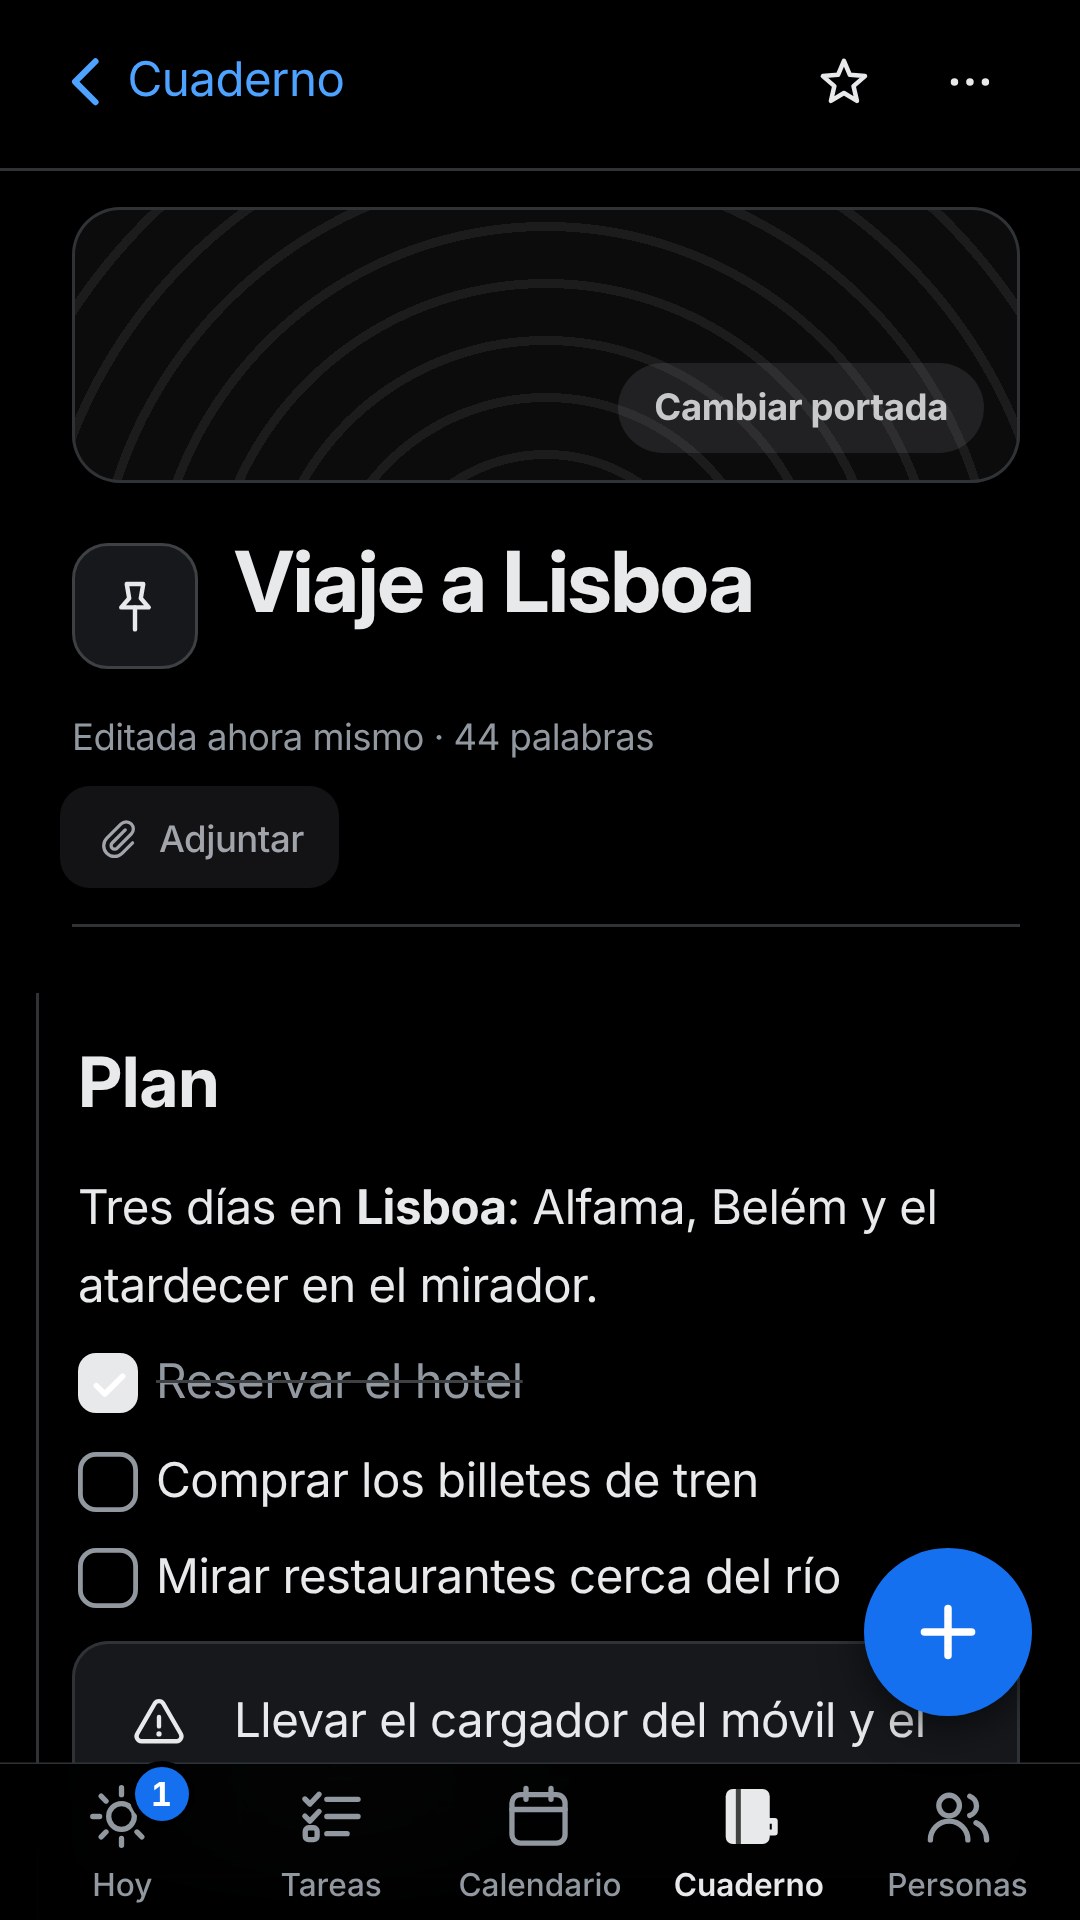 Cuaderno
Cambiar portada
Viaje a Lisboa
Editada ahora mismo · 44 palabras
Adjuntar
Plan
Tres días en Lisboa: Alfama, Belém y el
atardecer en el mirador.
Reservar el hotel
Comprar los billetes de tren
Mirar restaurantes cerca del río
Llevar el cargador del móvil y el
1
Hoy
Tareas
Calendario
Cuaderno
Personas